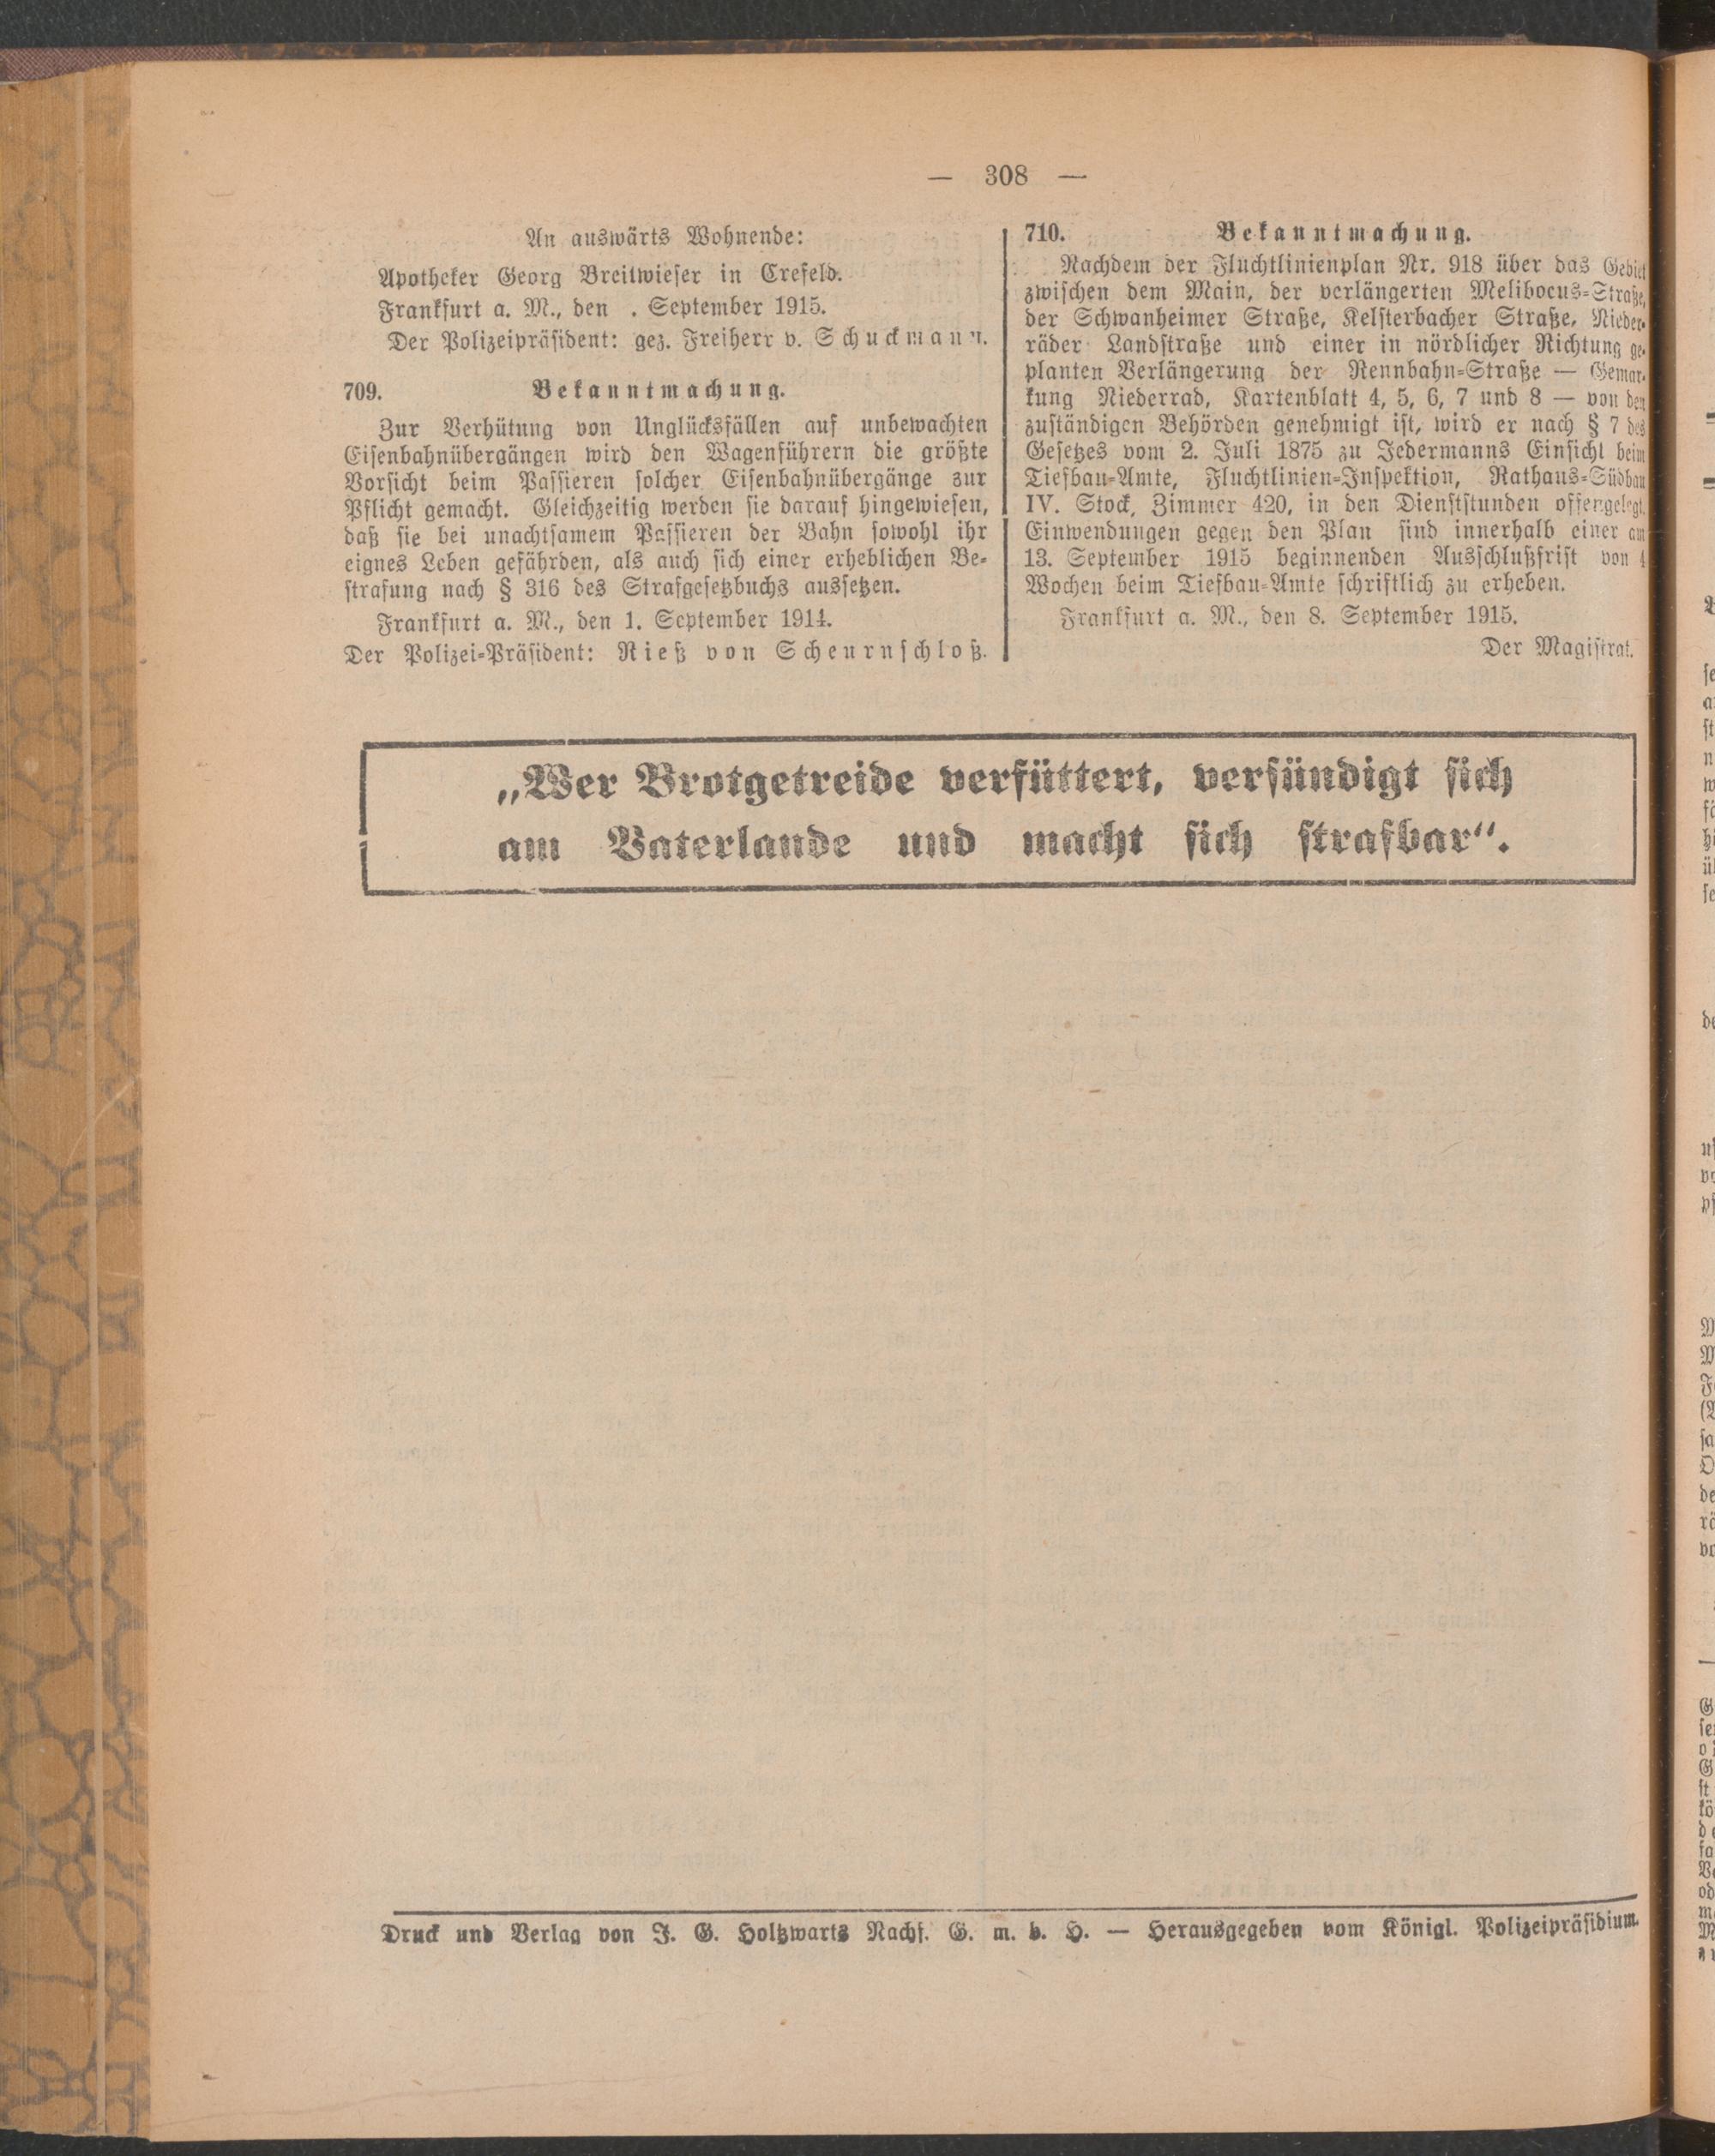 — 308 —
An auswärts Wohnende:
Apotheker Georg Breitwieser in Crefeld.
Frankfurt a. M., den . September 1915.
Der Polizeipräsident: gez. Freiherr v. Schuckmann.
709. Bekanntmachung.
Zur Verhütung von Unglücksfällen auf unbewachten
Eisenbahnübergängen wird den Wagenführern die größte
Vorsicht beim Passieren solcher Eisenbahnübergänge zur
Pflicht gemacht. Gleichzeitig werden sie darauf hingewiesen,
daß sie bei unachtsamem Passieren der Bahn sowohl ihr
eignes Leben gefährden, als auch sich einer erheblichen Be-
strafung nach § 316 des Strafgesetzbuchs aussetzen.
Frankfurt a. M., den 1. September 1914.
Der Polizei-Präsident: Rieß von Scheurnschloß.
710. Bekanntmachung.
Nachdem der Fluchtlinienplan Nr. 918 über das Gebiet
zwischen dem Main, der verlängerten Melibocus-Straße,
der Schwanheimer Straße, Kelsterbacher Straße, Nieder-
räder Landstraße und einer in nördlicher Richtung ge-
planten Verlängerung der Rennbahn-Straße — Gemar-
kung Niederrad, Kartenblatt 4, 5, 6, 7 und 8 — von den
zuständigen Behörden genehmigt ist, wird er nach § 7 des
Gesetzes vom 2. Juli 1875 zu Jedermanns Einsicht beim
Tiefbau-Amte, Fluchtlinien-Inspektion, Rathaus-Südbau
IV. Stock, Zimmer 420, in den Dienststunden offengelegt.
Einwendungen gegen den Plan sind innerhalb einer am
13. September 1915 beginnenden Ausschlußfrist von 4
Wochen beim Tiefbau-Amte schriftlich zu erheben.
Frankfurt a. M., den 8. September 1915.
Der Magistrat.
„Wer Brotgetreide verfüttert, versündigt sich
am Vaterlande und macht sich strafbar“.
Druck und Verlag von J. G. Holtzwarts Nachf. G. m. b. H. — Herausgegeben vom Königl. Polizeipräsidium.